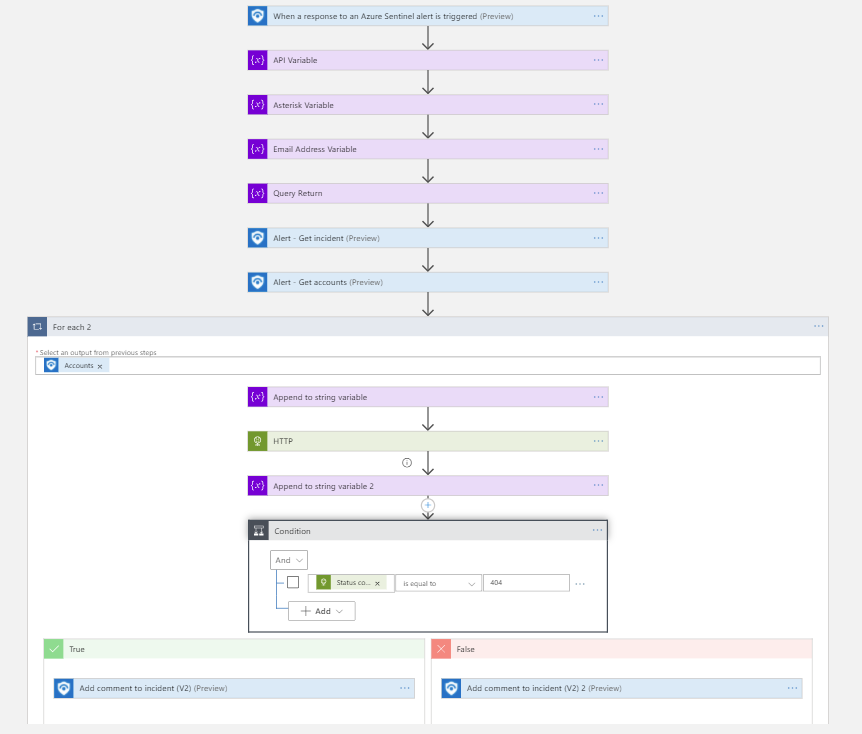 When a response to an Azure Sentinel alert is triggered (Preview)
{x} API Variable
{x} Asterisk Variable
{x} Email Address Variable
{x} Query Return
Alert - Get incident (Preview)
Alert - Get accounts (Preview)
For each 2
* Select an output from previous steps
Accounts ×
{x} Append to string variable
HTTP
{x} Append to string variable 2
Condition
And
Status co... × is equal to 404
+ Add
True False
Add comment to incident (V2) (Preview) Add comment to incident (V2) 2 (Preview)